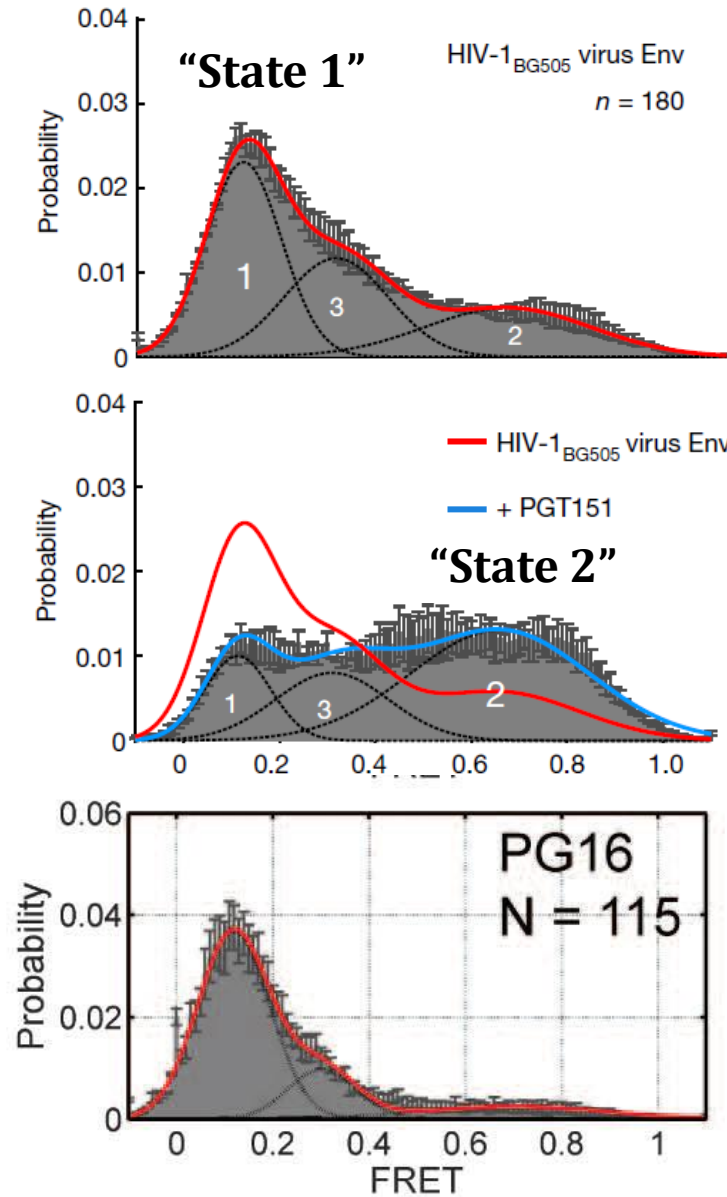 0.04
“State 1”
HIV-1BG505 virus Env
n = 180
0.03
Probability
0.02
0.01
1
3
2
0
0.04
HIV-1BG505 virus Env
0.03
+ PGT151
Probability
“State 2”
0.02
0.01
1
3
2
0
0 0.2 0.4 0.6 0.8 1.0
0.06
PG16
N = 115
0.04
Probability
0.02
0
0 0.2 0.4 0.6 0.8 1
FRET